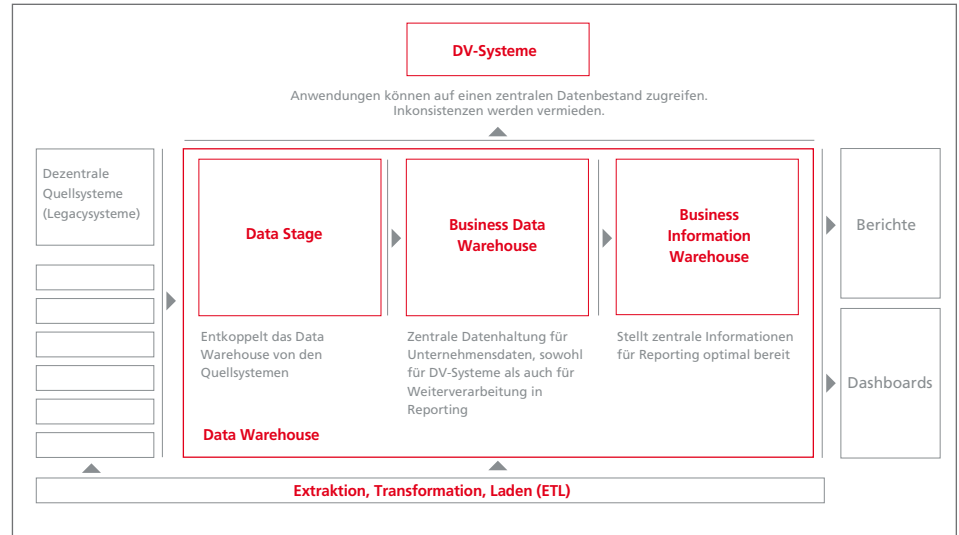 DV-Systeme
Anwendungen können auf einen zentralen Datenbestand zugreifen.
Inkonsistenzen werden vermieden.
Dezentrale
Quellsysteme
(Legacysysteme)
Data Stage
Business Data
Warehouse
Business
Information
Warehouse
Entkoppelt das Data
Warehouse von den
Quellsystemen
Zentrale Datenhaltung für
Unternehmensdaten, sowohl
für DV-Systeme als auch für
Weiterverarbeitung in
Reporting
Stellt zentrale Informationen
für Reporting optimal bereit
Data Warehouse
Berichte
Dashboards
Extraktion, Transformation, Laden (ETL)